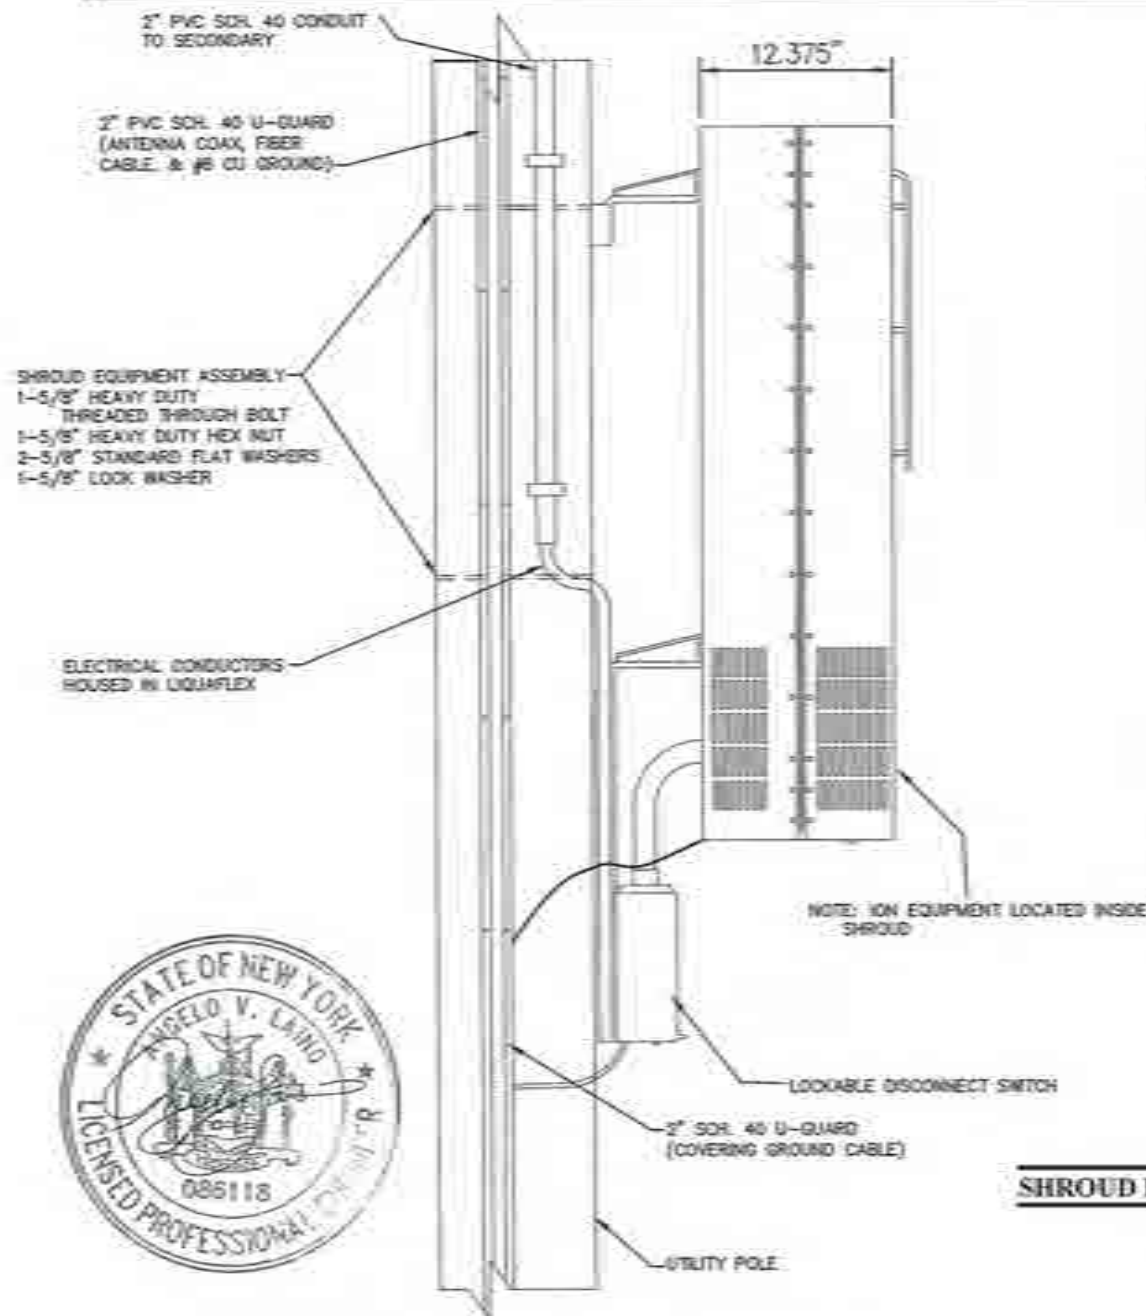 2" PVC SCH. 40 CONDUIT
TO SECONDARY
12.375"
2" PVC SCH. 40 U-GUARD
(ANTENNA COAX, FIBER
CABLE, & #6 CU GROUND)
SHROUD EQUIPMENT ASSEMBLY
1-5/8" HEAVY DUTY
THREADED THROUGH BOLT
1-5/8" HEAVY DUTY HEX NUT
2-5/8" STANDARD FLAT WASHERS
1-5/8" LOCK WASHER
ELECTRICAL CONDUCTORS
HOUSED IN LIQUAFLEX
NOTE: ION EQUIPMENT LOCATED INSIDE
SHROUD
LOCKABLE DISCONNECT SWITCH
2" SCH. 40 U-GUARD
(COVERING GROUND CABLE)
SHROUD
UTILITY POLE
STATE OF NEW YORK
ANGELO V. LAINO
086118
LICENSED PROFESSIONAL